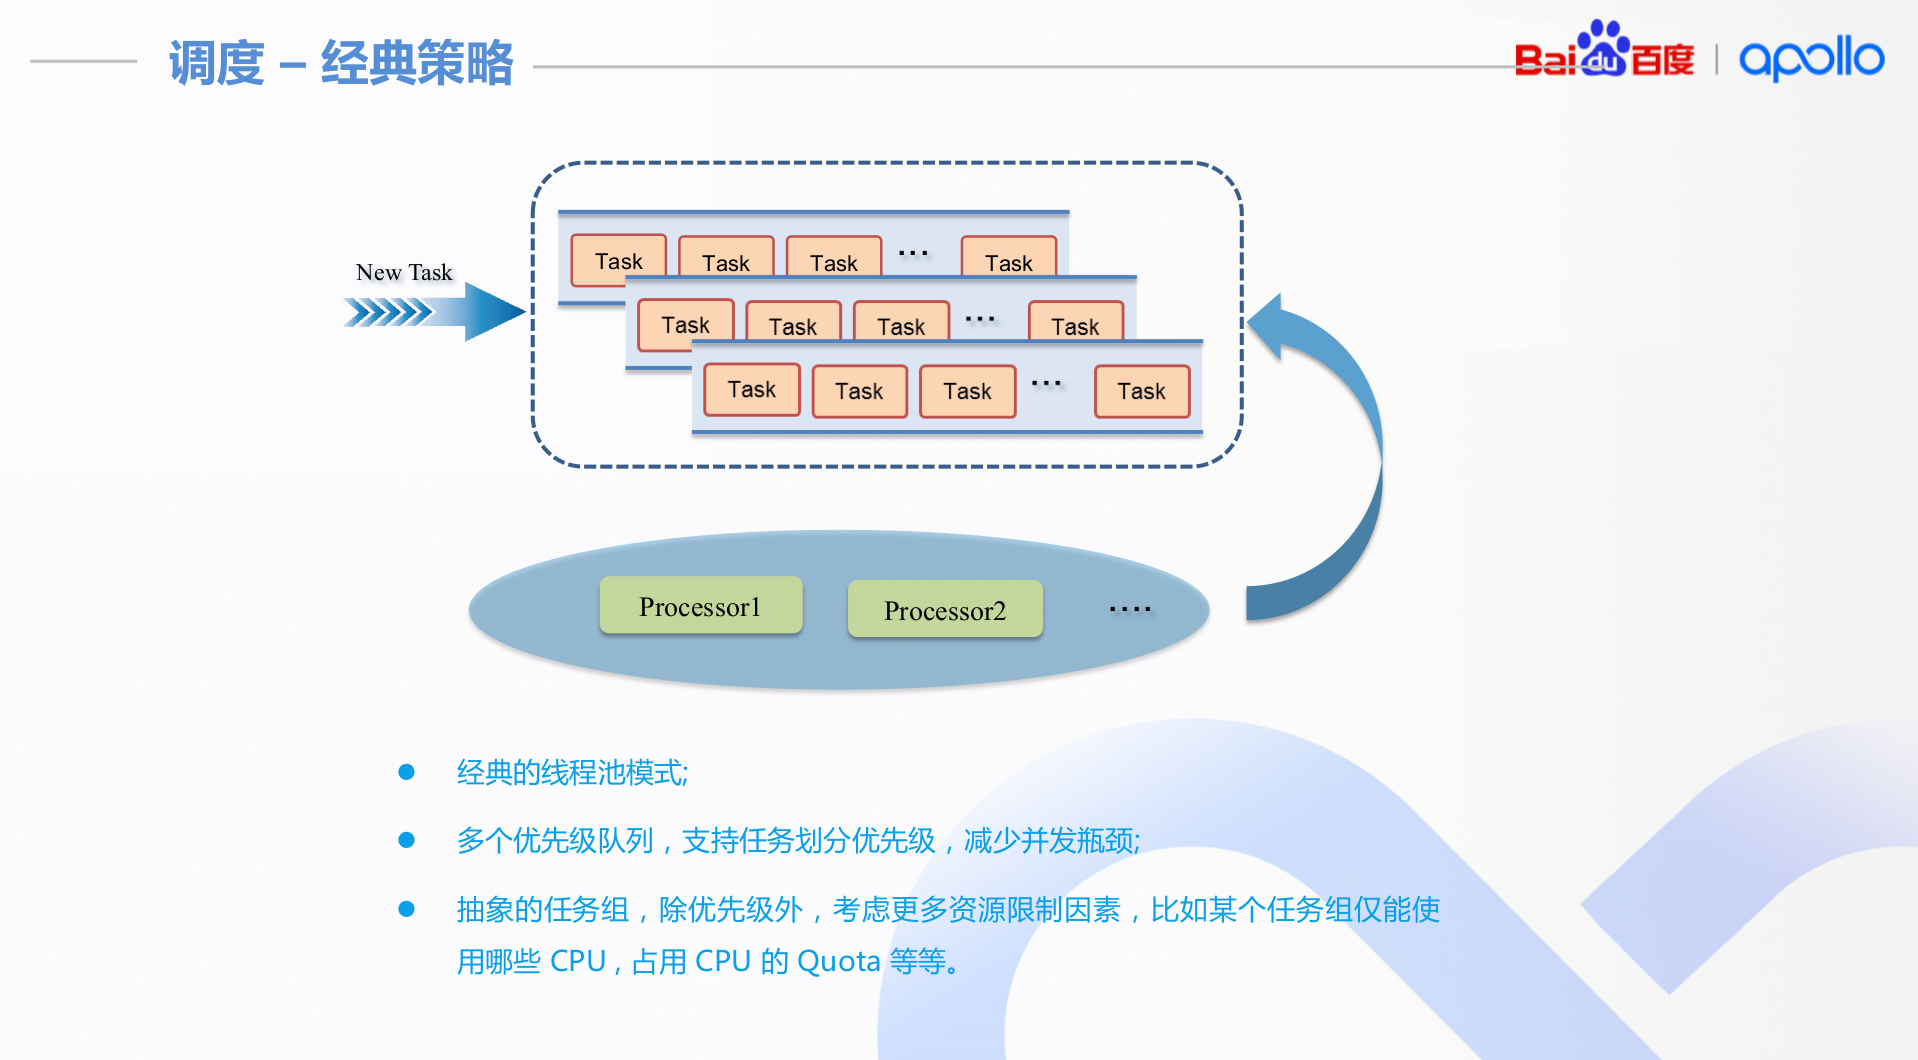 调度 – 经典策略
Bai du 百度 | apollo
New Task
Task Task Task ... Task
Task Task Task ... Task
Task Task Task ... Task
Processor1 Processor2 ....
● 经典的线程池模式;
● 多个优先级队列，支持任务划分优先级，减少并发瓶颈;
● 抽象的任务组，除优先级外，考虑更多资源限制因素，比如某个任务组仅能使
用哪些 CPU，占用 CPU 的 Quota 等等。